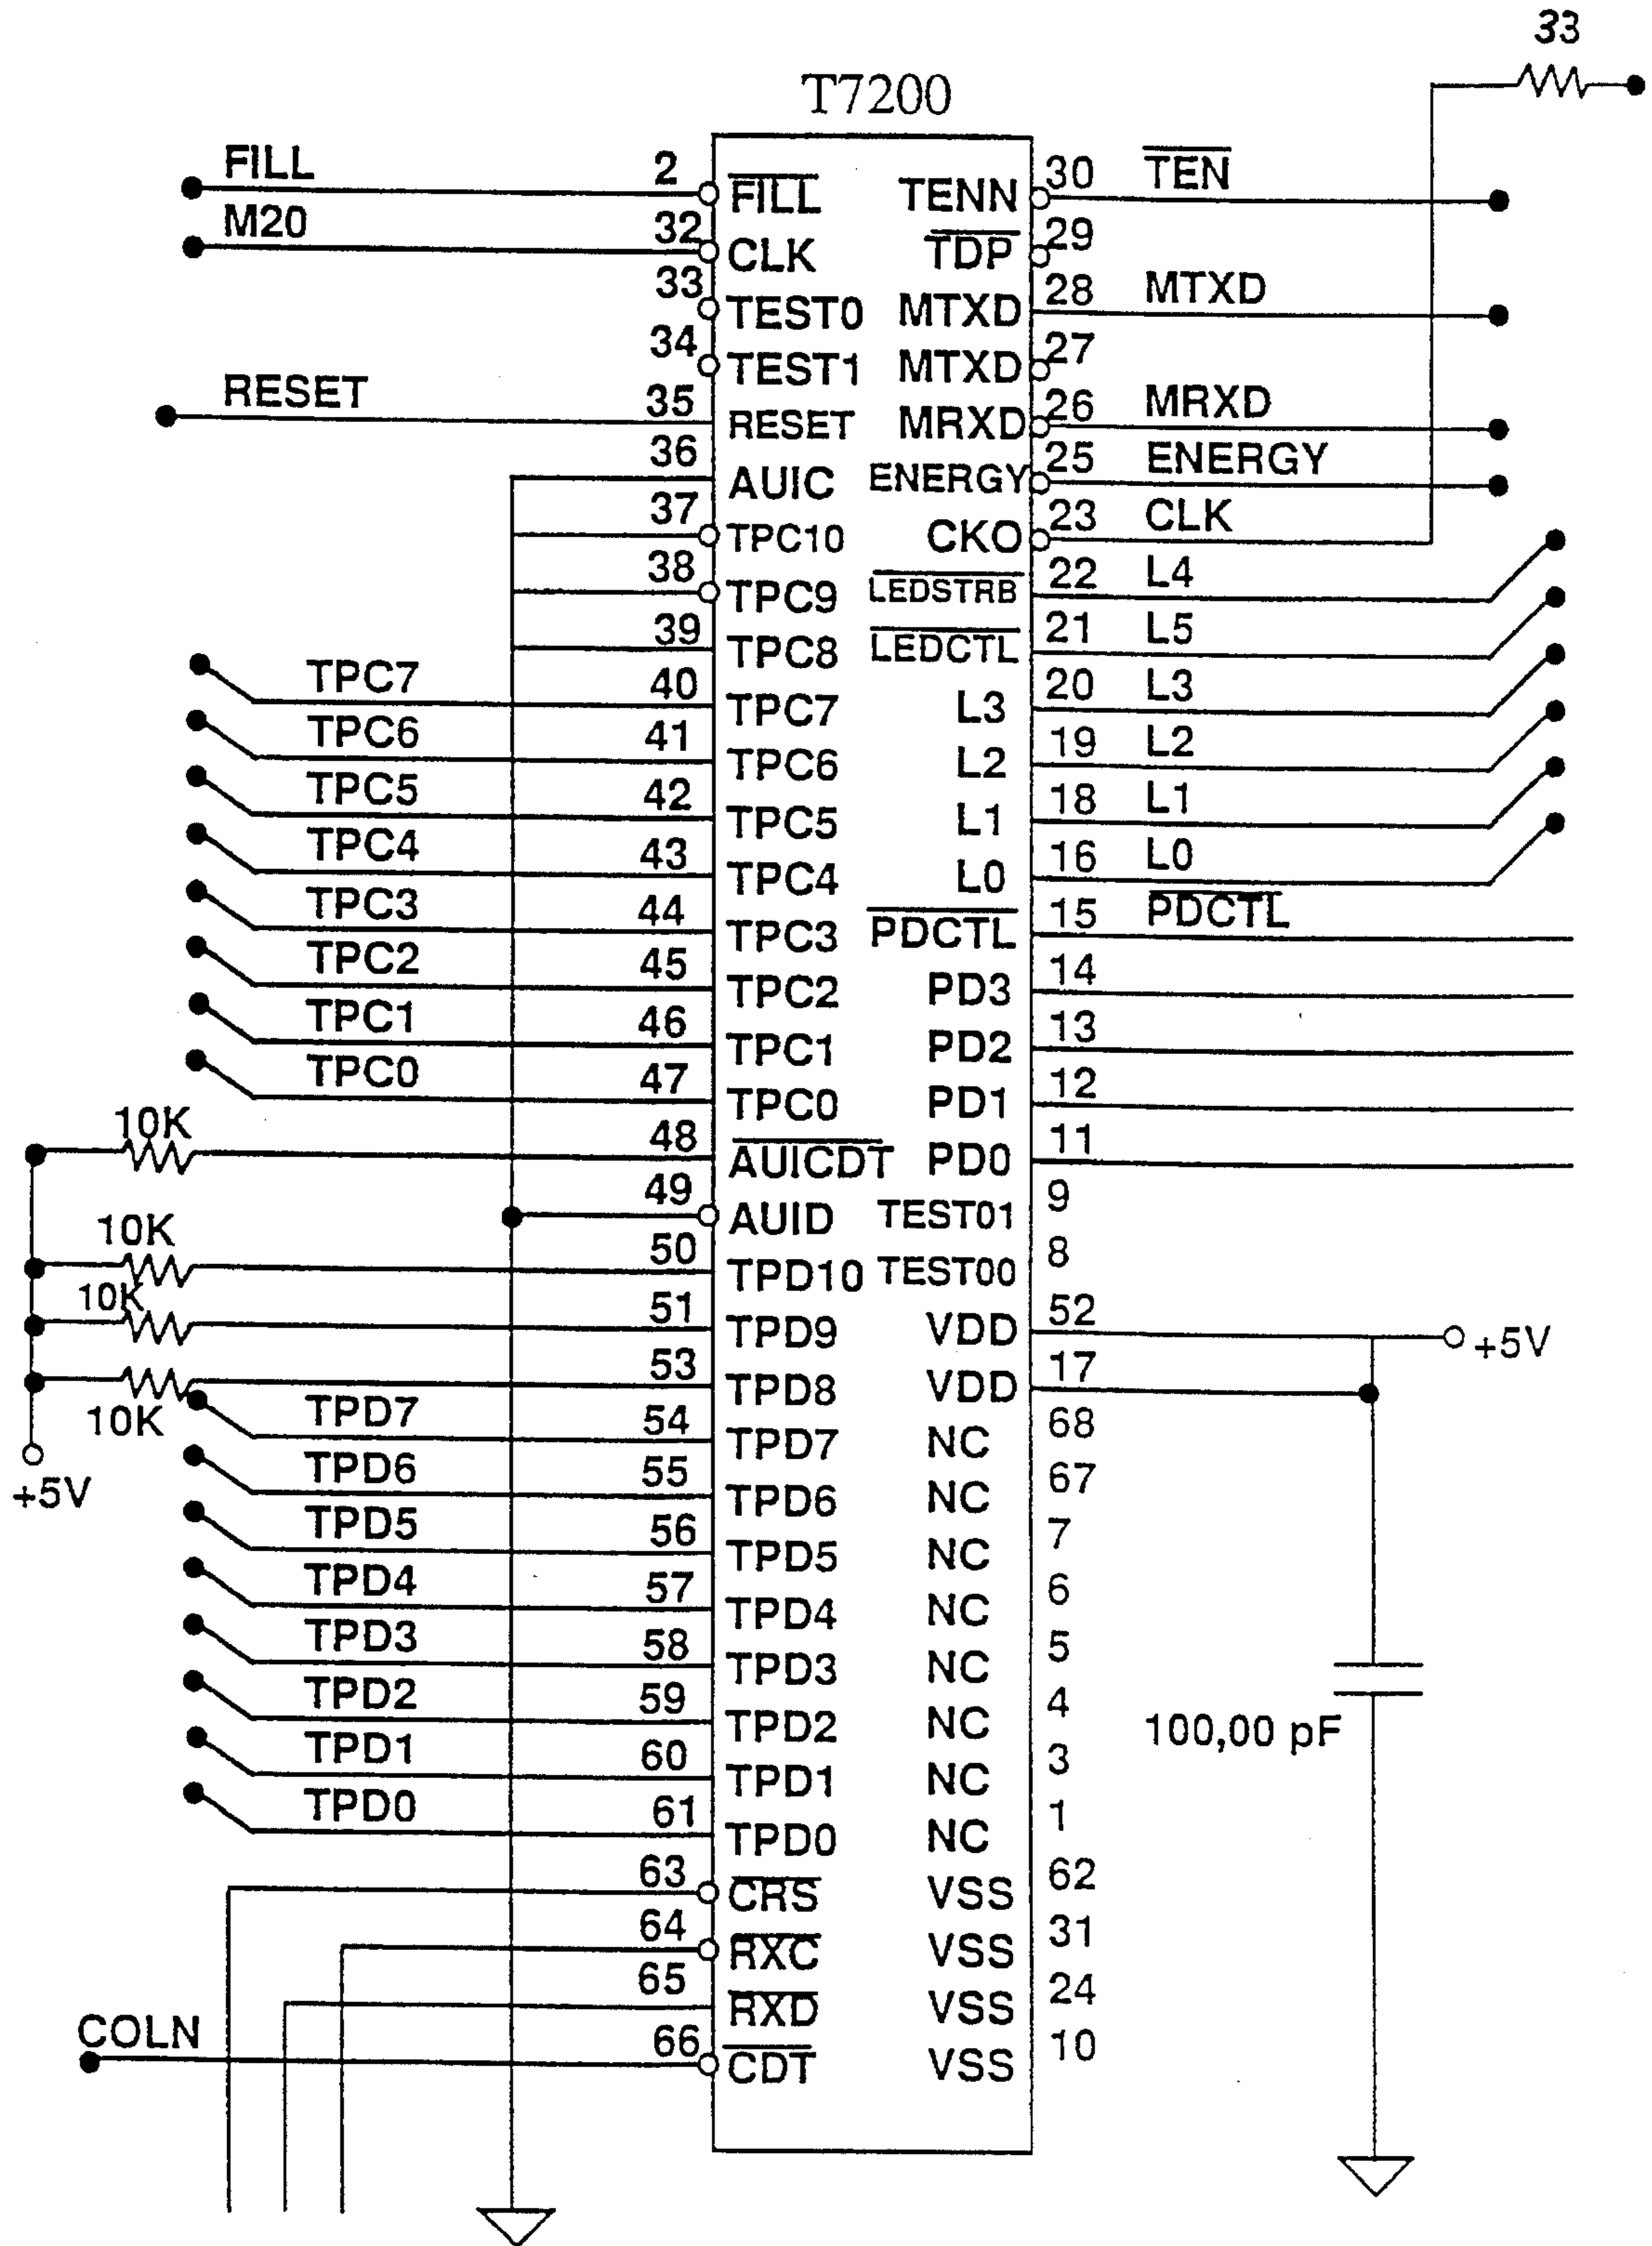 33
T7200
FILL 2 FILL TENN 30 TEN
M20 32 CLK TDP 29
33 TEST0 MTXD 28 MTXD
34 TEST1 MTXD 27
RESET 35 RESET MRXD 26 MRXD
36 AUIC ENERGY 25 ENERGY
37 TPC10 CKO 23 CLK
38 TPC9 LEDSTRB 22 L4
39 TPC8 LEDCTL 21 L5
TPC7 40 TPC7 L3 20 L3
TPC6 41 TPC6 L2 19 L2
TPC5 42 TPC5 L1 18 L1
TPC4 43 TPC4 L0 16 L0
TPC3 44 TPC3 PDCTL 15 PDCTL
TPC2 45 TPC2 PD3 14
TPC1 46 TPC1 PD2 13
TPC0 47 TPC0 PD1 12
10K 48 AUICDT PD0 11
49 AUID TEST01 9
10K 50 TPD10 TEST00 8
10K 51 TPD9 VDD 52 +5V
10K 53 TPD8 VDD 17
TPD7 54 TPD7 NC 68
+5V TPD6 55 TPD6 NC 67
TPD5 56 TPD5 NC 7
TPD4 57 TPD4 NC 6
TPD3 58 TPD3 NC 5
TPD2 59 TPD2 NC 4 100,00 pF
TPD1 60 TPD1 NC 3
TPD0 61 TPD0 NC 1
63 CRS VSS 62
64 RXC VSS 31
65 RXD VSS 24
COLN 66 CDT VSS 10